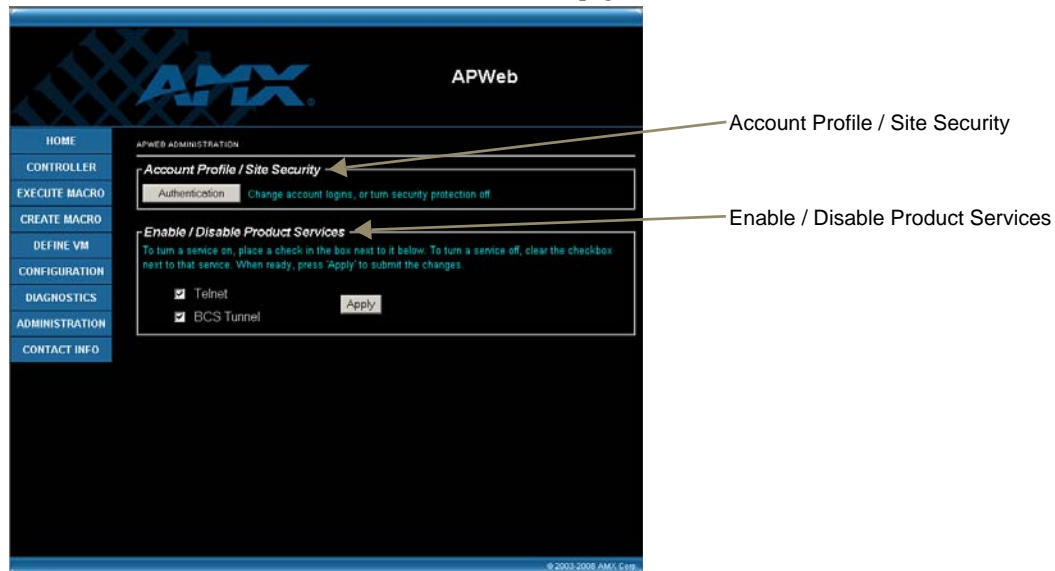 AMX
APWeb
HOME
CONTROLLER
EXECUTE MACRO
CREATE MACRO
DEFINE VM
CONFIGURATION
DIAGNOSTICS
ADMINISTRATION
CONTACT INFO
APWEB ADMINISTRATION
Account Profile / Site Security
Authentication Change account logins, or turn security protection off.
Enable / Disable Product Services
To turn a service on, place a check in the box next to it below. To turn a service off, clear the checkbox
next to that service. When ready, press 'Apply' to submit the changes.
Telnet
BCS Tunnel
Apply
© 2003-2008 AMX Corp.
Account Profile / Site Security
Enable / Disable Product Services